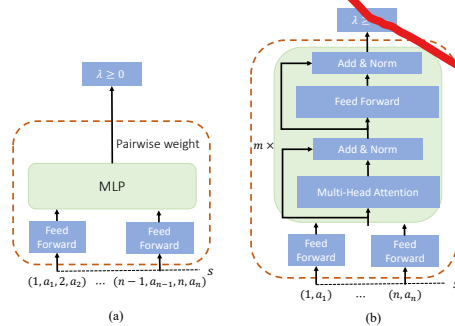 λ ≥ 0
Pairwise weight
MLP
Feed
Forward
Feed
Forward
s
(1, a₁, 2, a₂) ... (n − 1, aₙ₋₁, n, aₙ)
(a)
λ ≥
Add & Norm
Feed Forward
m ×
Add & Norm
Multi-Head Attention
Feed
Forward
Feed
Forward
s
(1, a₁) ... (n, aₙ)
(b)